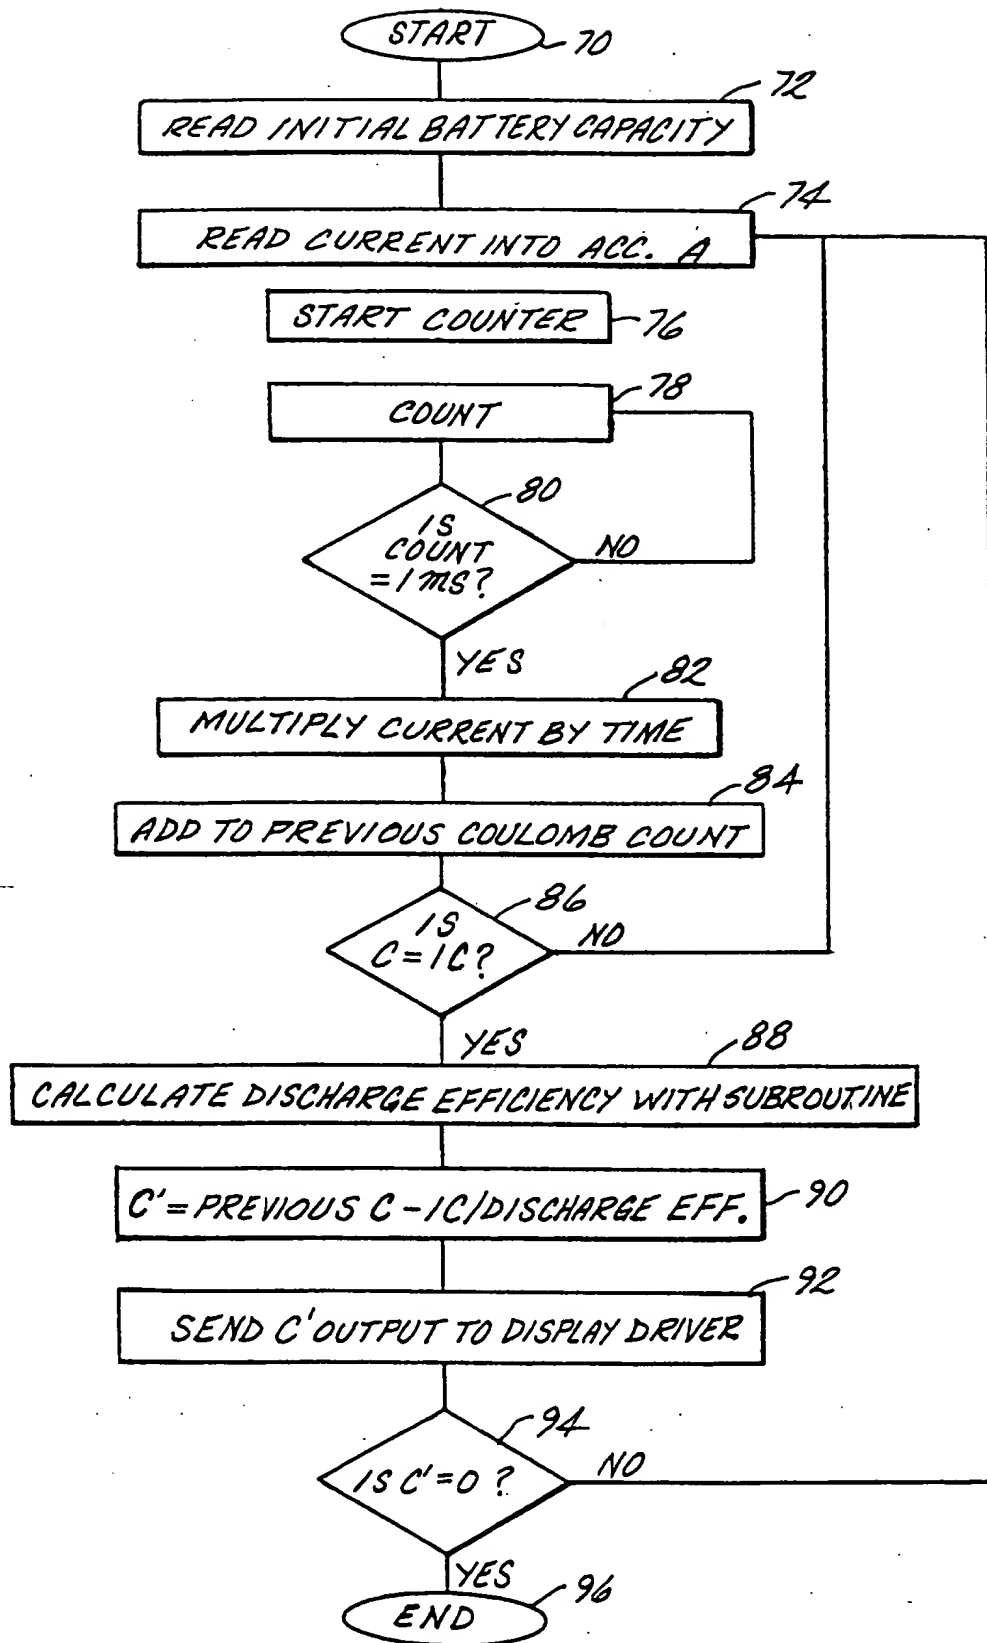 START
70
72
READ INITIAL BATTERY CAPACITY
74
READ CURRENT INTO ACC. A
START COUNTER
76
78
COUNT
80
IS
COUNT
= 1 MS?
NO
YES
82
MULTIPLY CURRENT BY TIME
84
ADD TO PREVIOUS COULOMB COUNT
86
IS
C = 1C?
NO
YES
88
CALCULATE DISCHARGE EFFICIENCY WITH SUBROUTINE
C' = PREVIOUS C - 1C/DISCHARGE EFF.
90
92
SEND C' OUTPUT TO DISPLAY DRIVER
94
IS C' = 0 ?
NO
YES
96
END